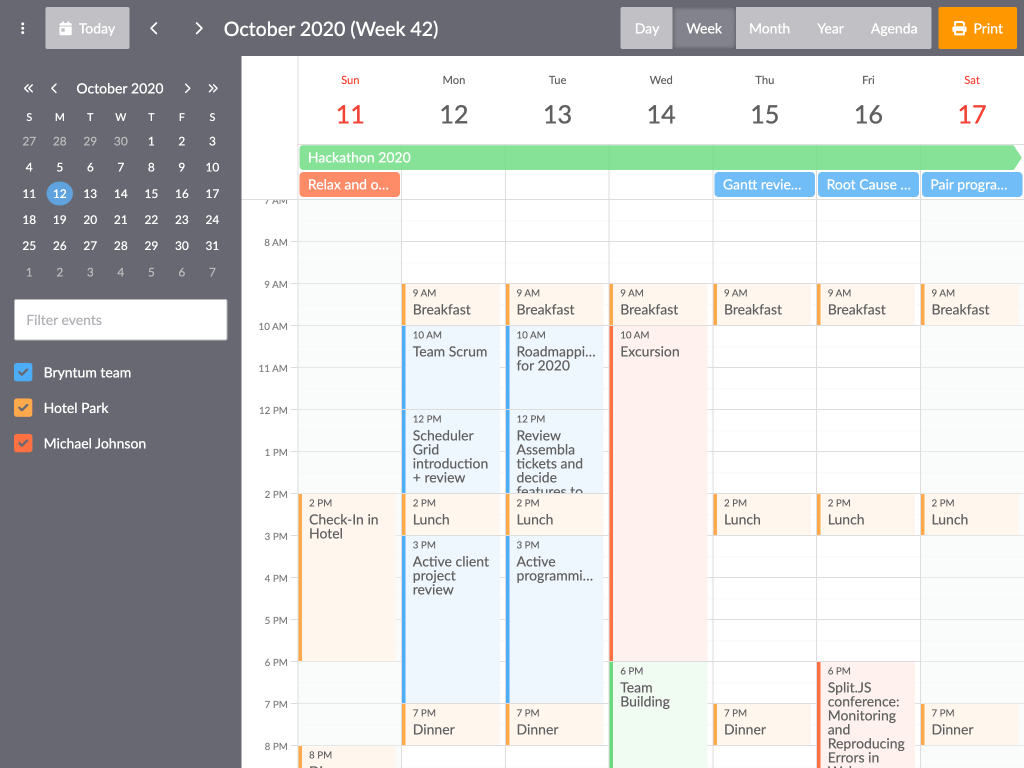 Today
October 2020 (Week 42)
Day
Week
Month
Year
Agenda
Print
October 2020
S M T W T F S
27 28 29 30 1 2 3
4 5 6 7 8 9 10
11 12 13 14 15 16 17
18 19 20 21 22 23 24
25 26 27 28 29 30 31
1 2 3 4 5 6 7
Filter events
Bryntum team
Hotel Park
Michael Johnson
Sun Mon Tue Wed Thu Fri Sat
11 12 13 14 15 16 17
Hackathon 2020
Relax and o...
Gantt revie...
Root Cause ...
Pair progra...
7 AM
8 AM
9 AM
10 AM
11 AM
12 PM
1 PM
2 PM
3 PM
4 PM
5 PM
6 PM
7 PM
8 PM
2 PM
Check-In in
Hotel
8 PM
9 AM
Breakfast
10 AM
Team Scrum
12 PM
Scheduler
Grid
introduction
+ review
2 PM
Lunch
3 PM
Active client
project
review
7 PM
Dinner
9 AM
Breakfast
10 AM
Roadmappi...
for 2020
12 PM
Review
Assembla
tickets and
decide
features to
2 PM
Lunch
3 PM
Active
programmi...
7 PM
Dinner
9 AM
Breakfast
10 AM
Excursion
6 PM
Team
Building
9 AM
Breakfast
2 PM
Lunch
7 PM
Dinner
9 AM
Breakfast
2 PM
Lunch
6 PM
Split.JS
conference:
Monitoring
and
Reproducing
Errors in
9 AM
Breakfast
2 PM
Lunch
7 PM
Dinner